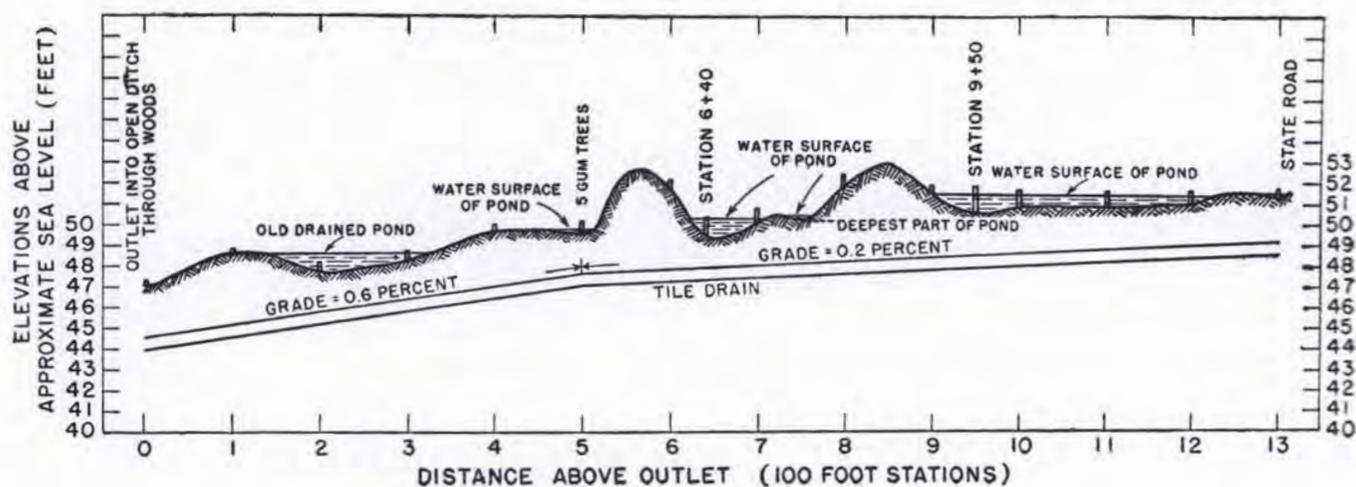 ELEVATIONS ABOVE
APPROXIMATE SEA LEVEL (FEET)
50
49
48
47
46
45
44
43
42
41
40
OUTLET INTO OPEN DITCH
THROUGH WOODS
OLD DRAINED POND
WATER SURFACE
OF POND
5 GUM TREES
STATION 6+40
WATER SURFACE
OF POND
DEEPEST PART OF POND
STATION 9+50
WATER SURFACE OF POND
STATE ROAD
GRADE = 0.6 PERCENT
GRADE = 0.2 PERCENT
TILE DRAIN
53
52
51
50
49
48
47
46
45
44
43
42
41
40
0 1 2 3 4 5 6 7 8 9 10 11 12 13
DISTANCE ABOVE OUTLET (100 FOOT STATIONS)